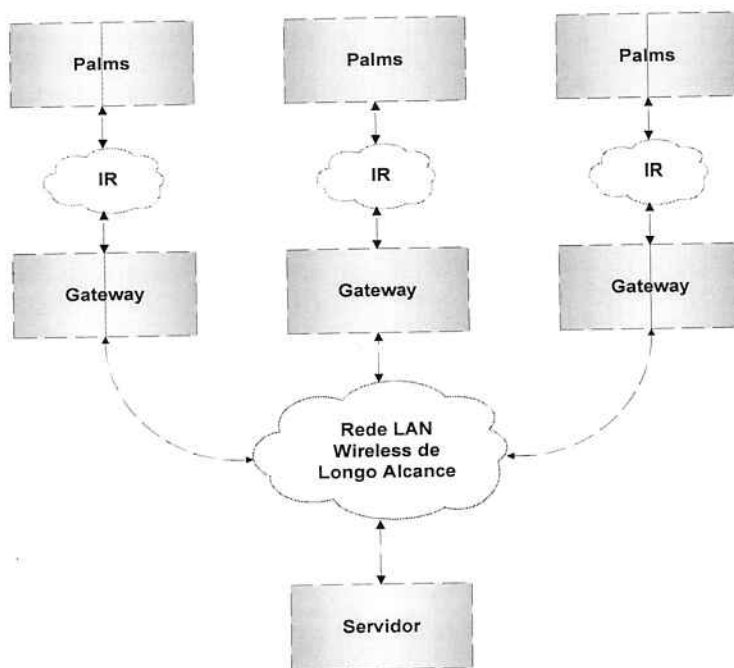 Palms
Palms
Palms
IR
IR
IR
Gateway
Gateway
Gateway
Rede LAN
Wireless de
Longo Alcance
Servidor